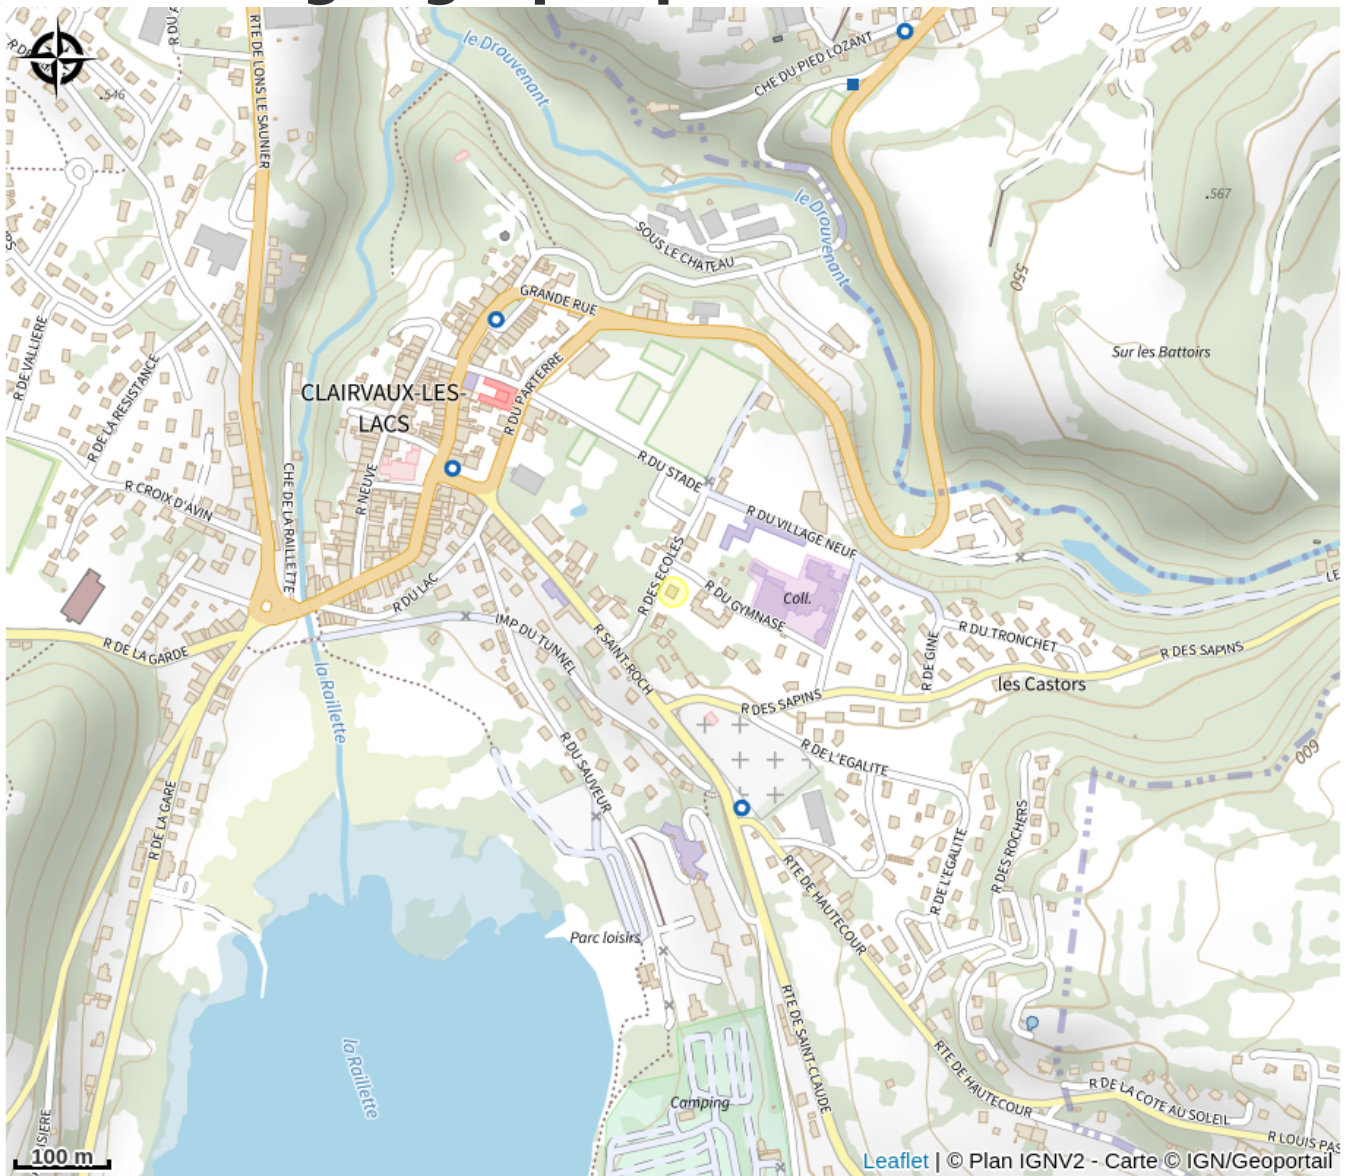 le Drouvenant
CHE DU PIED LOZANT
RTE DE LONS LE SAUNIER
.546
.567
le Drouvenant
SOUS LE CHATEAU
550
GRANDE RUE
R DE VALLIERE
R DE LA RESISTANCE
Sur les Battoirs
CLAIRVAUX-LES-
LACS
R DU PARTERRE
R DU STADE
R NEUVE
CHE DE LA RAILLETTE
R CROIX D'AVIN
R DU VILLAGE NEUF
R DES ECOLES
R DU LAC
R DU GYMNASE
Coll.
LE
IMP DU TUNNEL
R SAINT-ROCH
R DE LA GARDE
R DU TRONCHET
R DE GINE
R DES SAPINS
les Castors
R DES SAPINS
la Raillette
R DU SAUVEUR
R DE L'EGALITE
600
R DE LA GARE
R DE L'EGALITE
R DES ROCHERS
RTE DE HAUTECOUR
Parc loisirs
RTE DE SAINT-CLAUDE
la Raillette
RTE DE HAUTECOUR
Camping
R DE LA COTE AU SOLEIL
R LOUIS PAS
ISIERE
100 m
Leaflet | © Plan IGNV2 - Carte © IGN/Geoportail